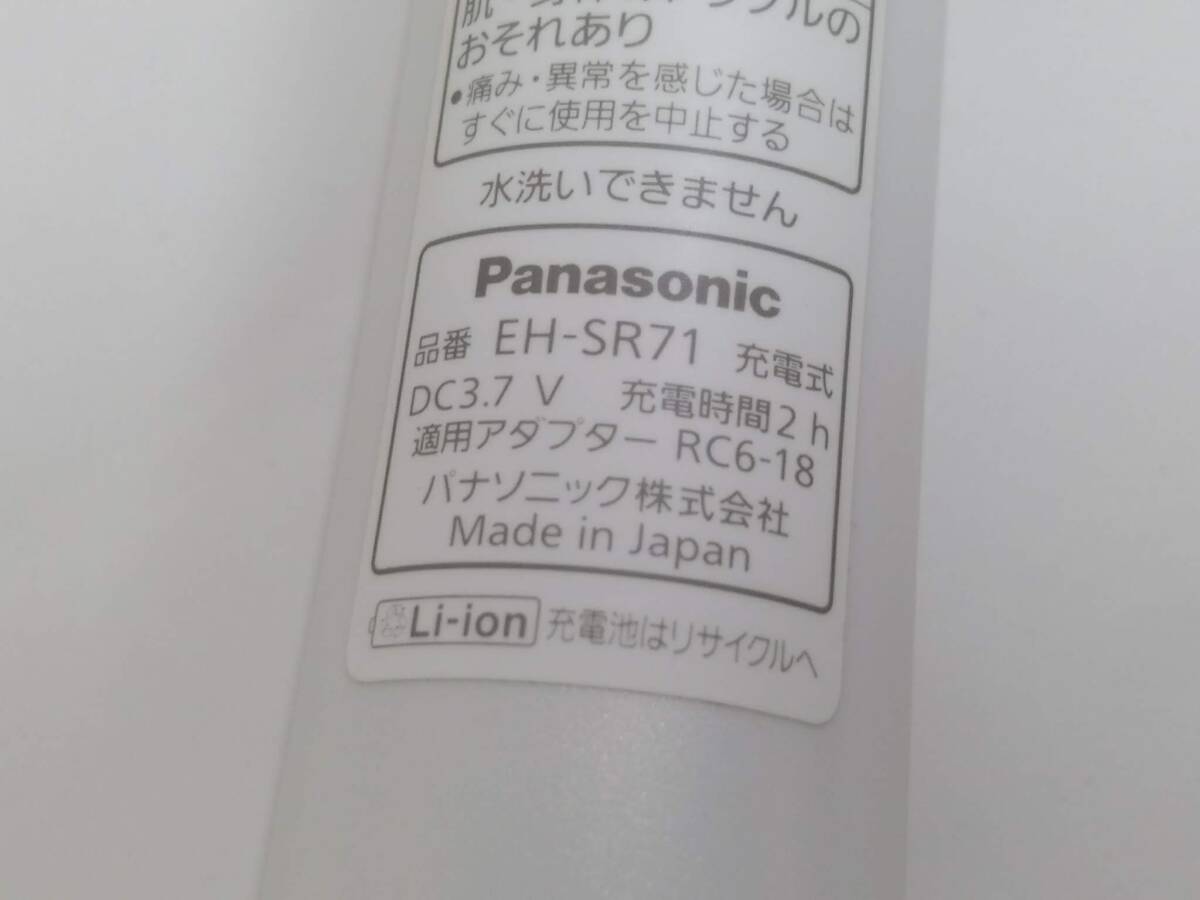 ルの
おそれあり
●痛み・異常を感じた場合は
すぐに使用を中止する
水洗いできません
Panasonic
品番 EH-SR71 充電式
DC3.7 V 充電時間2 h
適用アダプター RC6-18
パナソニック株式会社
Made in Japan
Li-ion 充電池はリサイクルへ